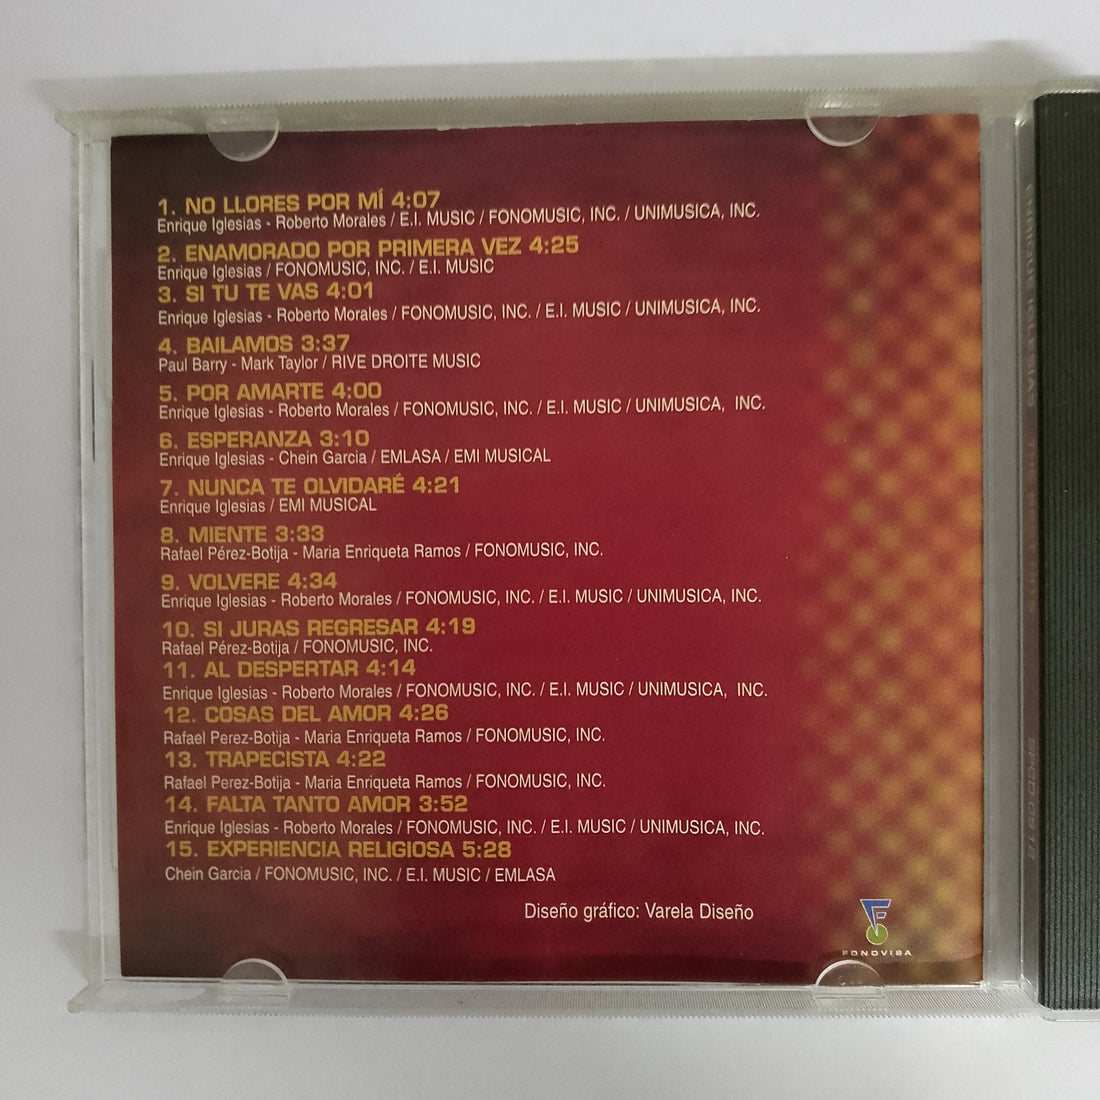 1. NO LLORES POR MÍ 4:07
Enrique Iglesias - Roberto Morales / E.I. MUSIC / FONOMUSIC, INC. / UNIMUSICA, INC.
2. ENAMORADO POR PRIMERA VEZ 4:25
Enrique Iglesias / FONOMUSIC, INC. / E.I. MUSIC
3. SI TU TE VAS 4:01
Enrique Iglesias - Roberto Morales / FONOMUSIC, INC. / E.I. MUSIC / UNIMUSICA, INC.
4. BAILAMOS 3:37
Paul Barry - Mark Taylor / RIVE DROITE MUSIC
5. POR AMARTE 4:00
Enrique Iglesias - Roberto Morales / FONOMUSIC, INC. / E.I. MUSIC / UNIMUSICA, INC.
6. ESPERANZA 3:10
Enrique Iglesias - Chein Garcia / EMLASA / EMI MUSICAL
7. NUNCA TE OLVIDARÉ 4:21
Enrique Iglesias / EMI MUSICAL
8. MIENTE 3:33
Rafael Pérez-Botija - Maria Enriqueta Ramos / FONOMUSIC, INC.
9. VOLVERE 4:34
Enrique Iglesias - Roberto Morales / FONOMUSIC, INC. / E.I. MUSIC / UNIMUSICA, INC.
10. SI JURAS REGRESAR 4:19
Rafael Pérez-Botija / FONOMUSIC, INC.
11. AL DESPERTAR 4:14
Enrique Iglesias - Roberto Morales / FONOMUSIC, INC. / E.I. MUSIC / UNIMUSICA, INC.
12. COSAS DEL AMOR 4:26
Rafael Perez-Botija - Maria Enriqueta Ramos / FONOMUSIC, INC.
13. TRAPECISTA 4:22
Rafael Perez-Botija - Maria Enriqueta Ramos / FONOMUSIC, INC.
14. FALTA TANTO AMOR 3:52
Enrique Iglesias - Roberto Morales / FONOMUSIC, INC. / E.I. MUSIC / UNIMUSICA, INC.
15. EXPERIENCIA RELIGIOSA 5:28
Chein Garcia / FONOMUSIC, INC. / E.I. MUSIC / EMLASA
Diseño gráfico: Varela Diseño
FONOVISA
ENRIQUE IGLESIAS